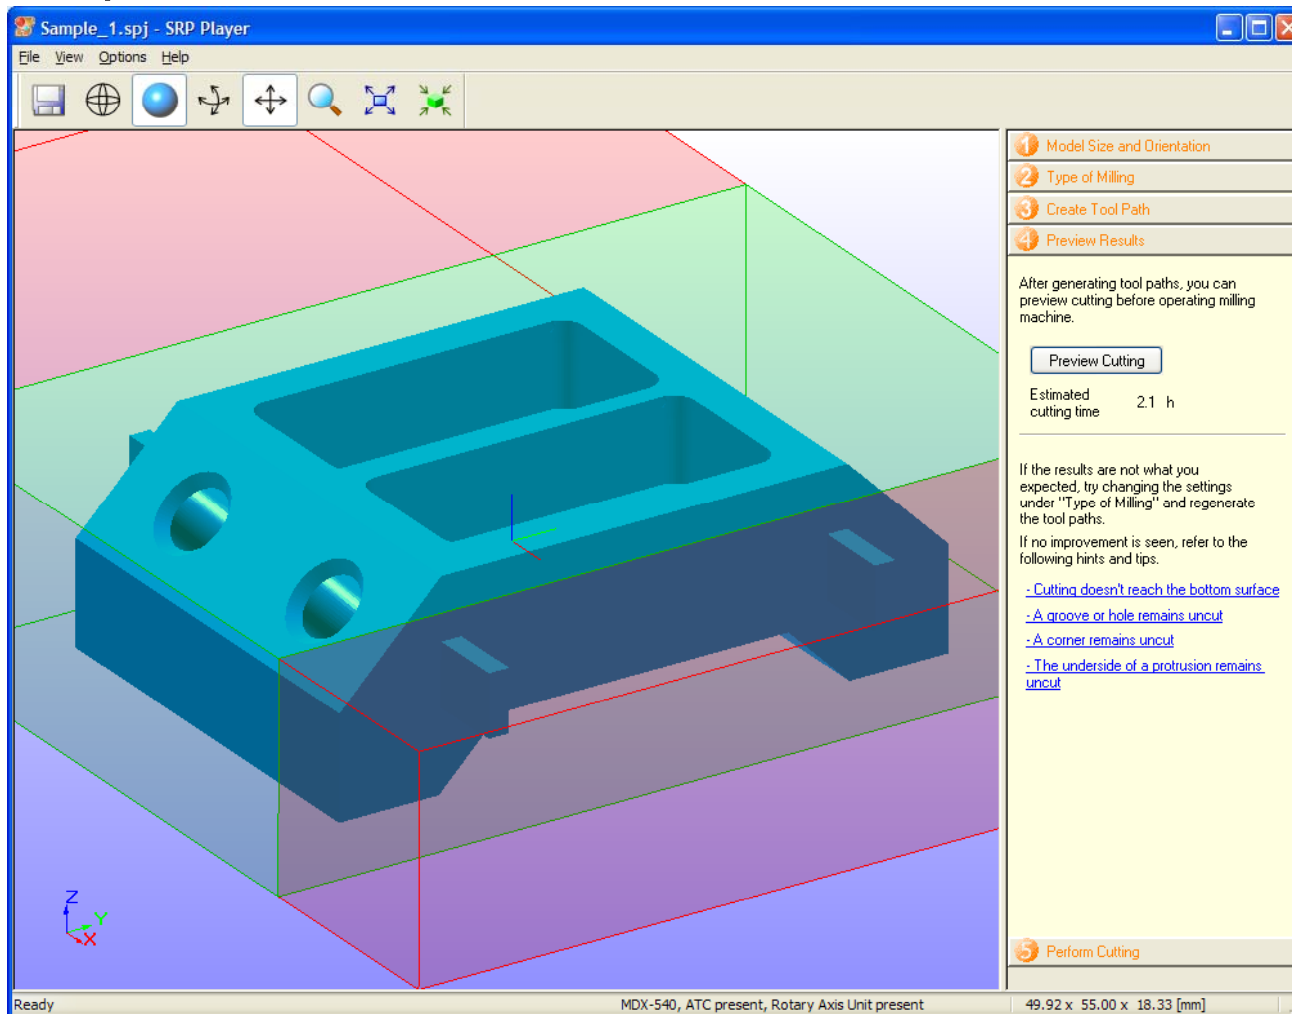 Sample_1.spj - SRP Player
File View Options Help
1 Model Size and Orientation
2 Type of Milling
3 Create Tool Path
4 Preview Results
After generating tool paths, you can
preview cutting before operating milling
machine.
Preview Cutting
Estimated
cutting time 2.1 h
If the results are not what you
expected, try changing the settings
under "Type of Milling" and regenerate
the tool paths.
If no improvement is seen, refer to the
following hints and tips.
- Cutting doesn't reach the bottom surface
- A groove or hole remains uncut
- A corner remains uncut
- The underside of a protrusion remains
uncut
Z
Y
X
5 Perform Cutting
Ready MDX-540, ATC present, Rotary Axis Unit present 49.92 x 55.00 x 18.33 [mm]